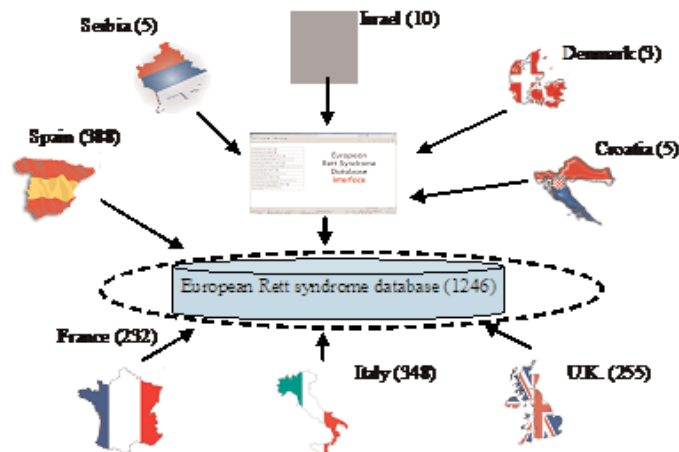 Serbia (5)
Israel (10)
Denmark (3)
Spain (388)
European
Rett Syndrome
Database
Interface
Croatia (5)
European Rett syndrome database (1246)
France (232)
Italy (348)
U.K. (255)